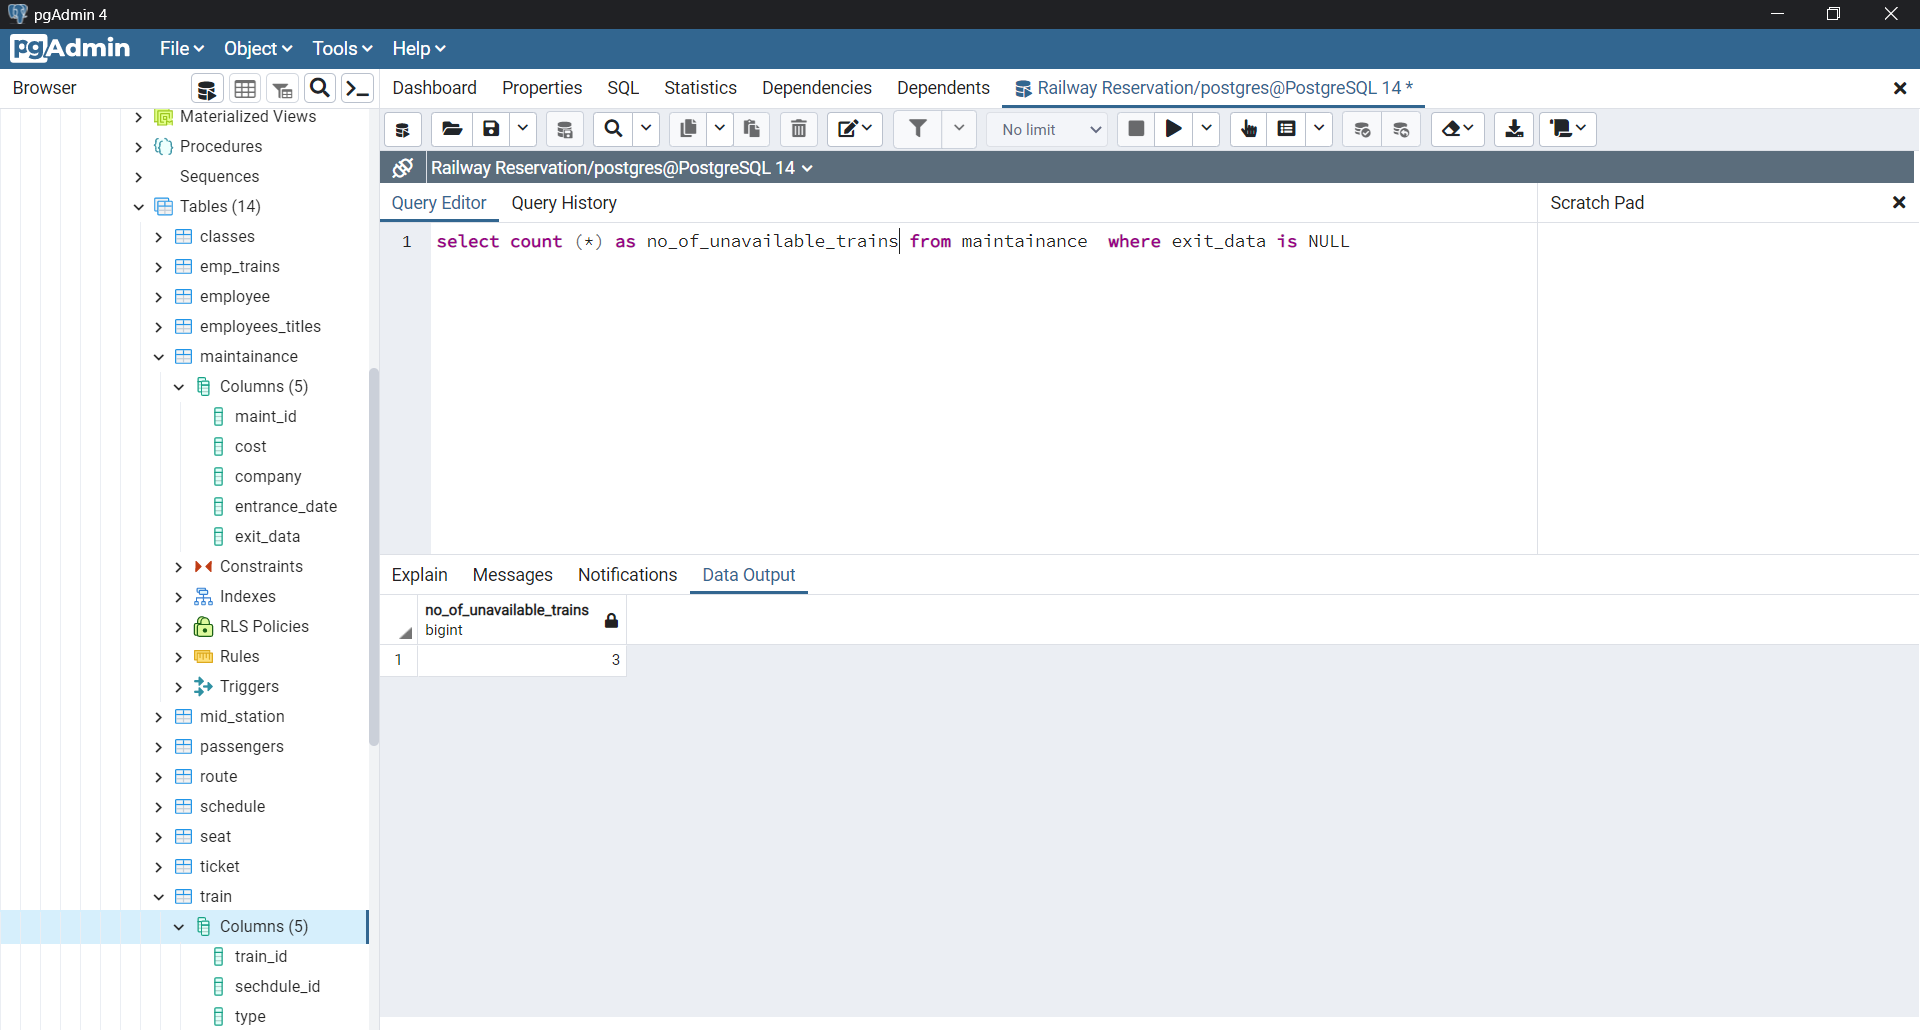 pgAdmin 4
pgAdmin File Object Tools Help
Browser
Dashboard Properties SQL Statistics Dependencies Dependents Railway Reservation/postgres@PostgreSQL 14 *
No limit
Railway Reservation/postgres@PostgreSQL 14
Query Editor Query History
Scratch Pad
1 select count (*) as no_of_unavailable_trains from maintainance where exit_data is NULL
Materialized Views
Procedures
Sequences
Tables (14)
classes
emp_trains
employee
employees_titles
maintainance
Columns (5)
maint_id
cost
company
entrance_date
exit_data
Constraints
Indexes
RLS Policies
Rules
Triggers
mid_station
passengers
route
schedule
seat
ticket
train
Columns (5)
train_id
sechdule_id
type
Explain Messages Notifications Data Output
no_of_unavailable_trains
bigint
1 3